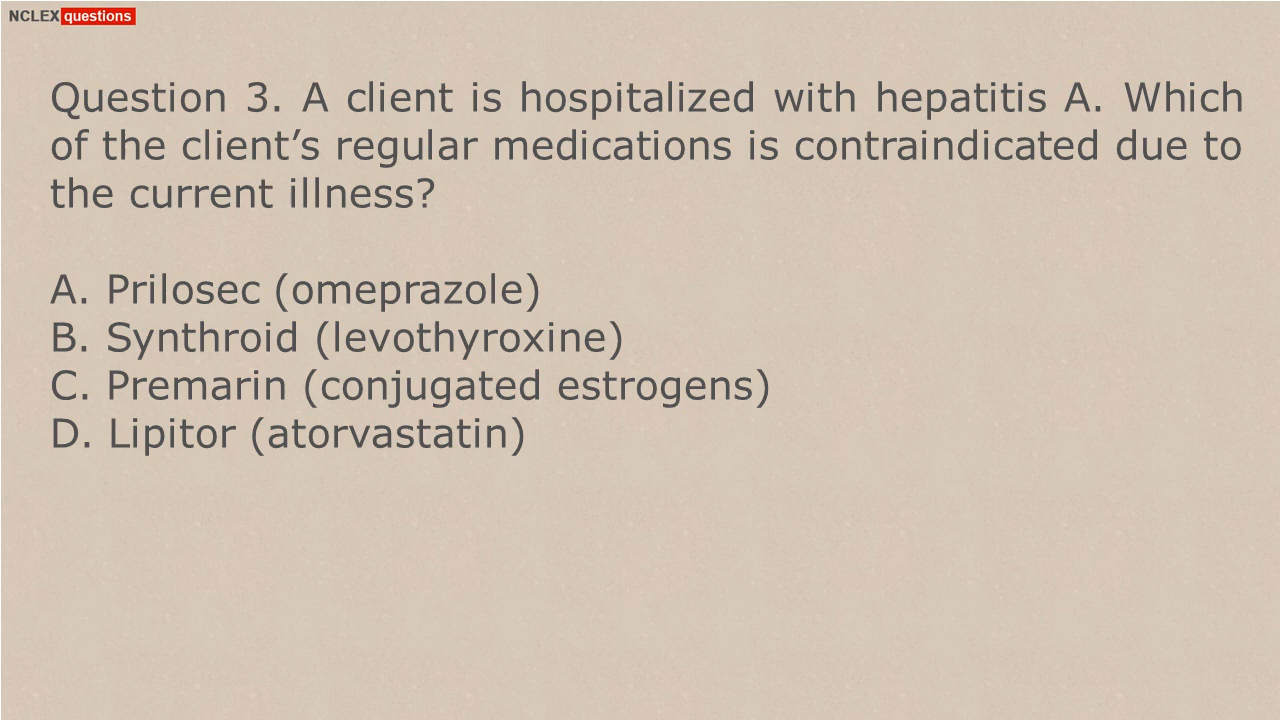 NCLEX questions
Question 3. A client is hospitalized with hepatitis A. Which
of the client’s regular medications is contraindicated due to
the current illness?
A. Prilosec (omeprazole)
B. Synthroid (levothyroxine)
C. Premarin (conjugated estrogens)
D. Lipitor (atorvastatin)